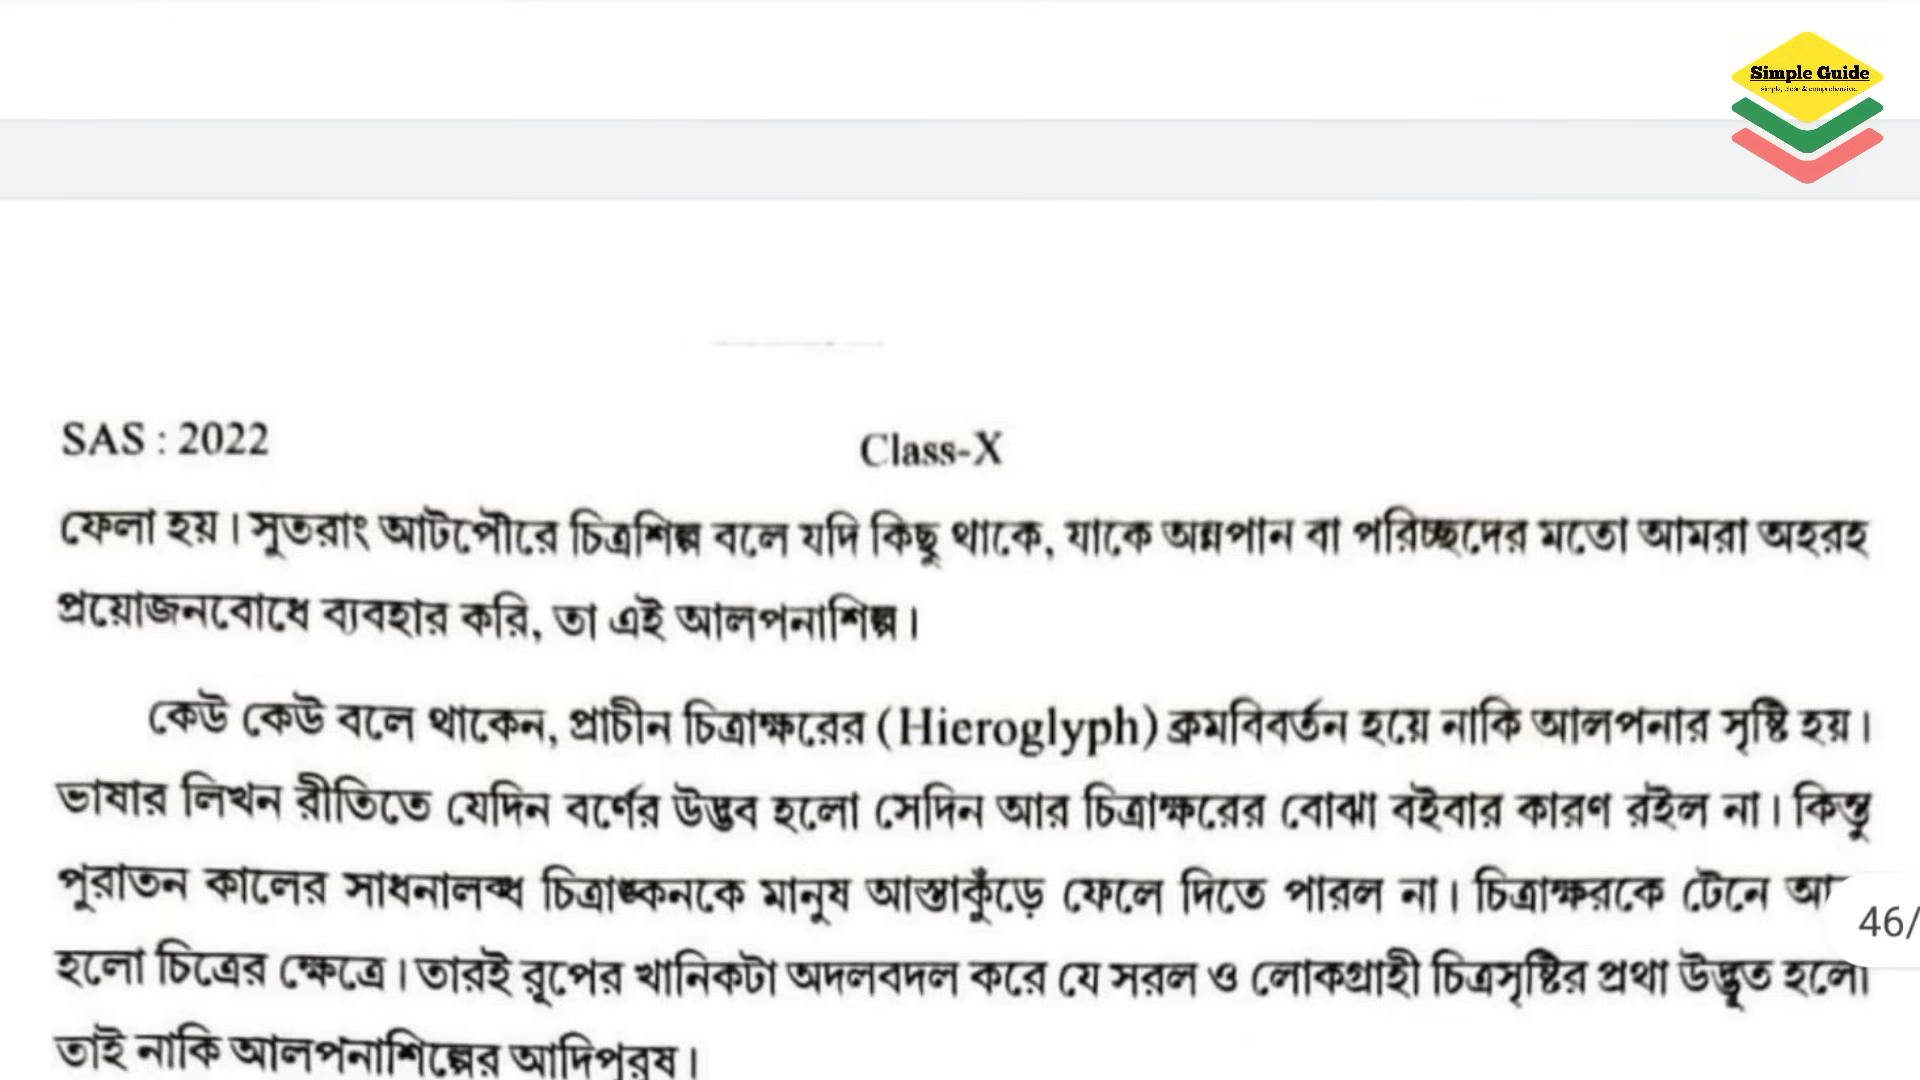 Simple Guide
simple, clear & comprehensive.
SAS : 2022
Class-X
ফেলা হয়। সুতরাং আটপৌরে চিত্রশিল্প বলে যদি কিছু থাকে, যাকে অন্নপান বা পরিচ্ছদের মতো আমরা অহরহ
প্রয়োজনবোধে ব্যবহার করি, তা এই আলপনাশিল্প।
কেউ কেউ বলে থাকেন, প্রাচীন চিত্রাক্ষরের (Hieroglyph) ক্রমবিবর্তন হয়ে নাকি আলপনার সৃষ্টি হয়।
ভাষার লিখন রীতিতে যেদিন বর্ণের উদ্ভব হলো সেদিন আর চিত্রাক্ষরের বোঝা বইবার কারণ রইল না। কিন্তু
পুরাতন কালের সাধনালব্ধ চিত্রাঙ্কনকে মানুষ আস্তাকুঁড়ে ফেলে দিতে পারল না। চিত্রাক্ষরকে টেনে
46/
হলো চিত্রের ক্ষেত্রে। তারই রূপের খানিকটা অদলবদল করে যে সরল ও লোকগ্রাহী চিত্রসৃষ্টির প্রথা উদ্ভূত হলো
তাই নাকি আলপনাশিল্পের আদিপুরুষ।